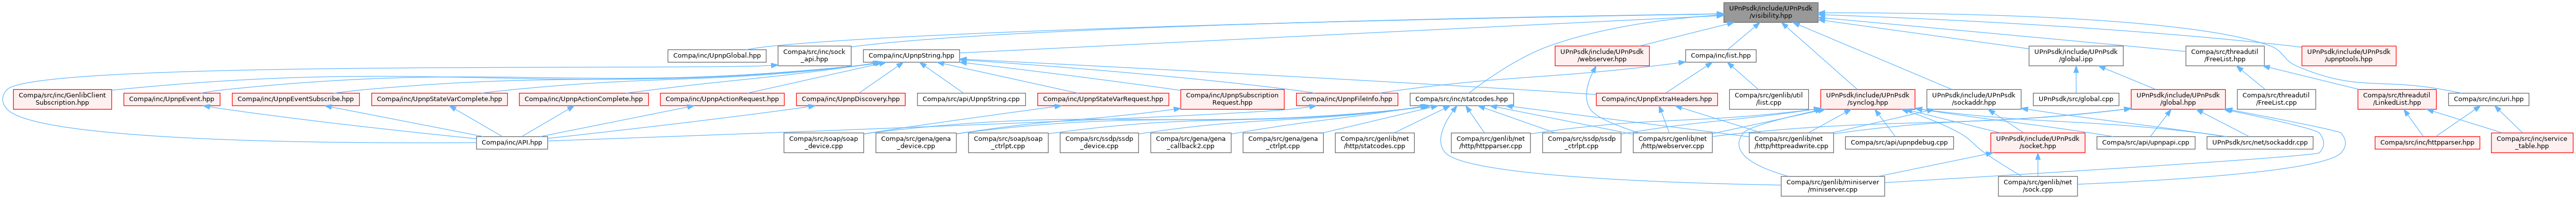 UPnPsdk/include/UPnPsdk
/visibility.hpp
Compa/inc/UpnpGlobal.hpp
Compa/src/inc/sock
_api.hpp
Compa/inc/UpnpString.hpp
UPnPsdk/include/UPnPsdk
/webserver.hpp
Compa/inc/list.hpp
UPnPsdk/include/UPnPsdk
/global.ipp
Compa/src/threadutil
/FreeList.hpp
UPnPsdk/include/UPnPsdk
/upnptools.hpp
Compa/src/inc/GenlibClient
Subscription.hpp
Compa/inc/UpnpEvent.hpp
Compa/inc/UpnpEventSubscribe.hpp
Compa/inc/UpnpStateVarComplete.hpp
Compa/inc/UpnpActionComplete.hpp
Compa/inc/UpnpActionRequest.hpp
Compa/inc/UpnpDiscovery.hpp
Compa/src/api/UpnpString.cpp
Compa/inc/UpnpStateVarRequest.hpp
Compa/inc/UpnpSubscription
Request.hpp
Compa/inc/UpnpFileInfo.hpp
Compa/src/inc/statcodes.hpp
Compa/inc/UpnpExtraHeaders.hpp
Compa/src/genlib/util
/list.cpp
UPnPsdk/include/UPnPsdk
/synclog.hpp
UPnPsdk/include/UPnPsdk
/sockaddr.hpp
UPnPsdk/src/global.cpp
UPnPsdk/include/UPnPsdk
/global.hpp
Compa/src/threadutil
/FreeList.cpp
Compa/src/threadutil
/LinkedList.hpp
Compa/src/inc/uri.hpp
Compa/inc/API.hpp
Compa/src/soap/soap
_device.cpp
Compa/src/gena/gena
_device.cpp
Compa/src/soap/soap
_ctrlpt.cpp
Compa/src/ssdp/ssdp
_device.cpp
Compa/src/gena/gena
_callback2.cpp
Compa/src/gena/gena
_ctrlpt.cpp
Compa/src/genlib/net
/http/statcodes.cpp
Compa/src/genlib/net
/http/httpparser.cpp
Compa/src/ssdp/ssdp
_ctrlpt.cpp
Compa/src/genlib/net
/http/webserver.cpp
Compa/src/genlib/net
/http/httpreadwrite.cpp
Compa/src/api/upnpdebug.cpp
UPnPsdk/include/UPnPsdk
/socket.hpp
Compa/src/api/upnpapi.cpp
UPnPsdk/src/net/sockaddr.cpp
Compa/src/inc/httpparser.hpp
Compa/src/inc/service
_table.hpp
Compa/src/genlib/miniserver
/miniserver.cpp
Compa/src/genlib/net
/sock.cpp